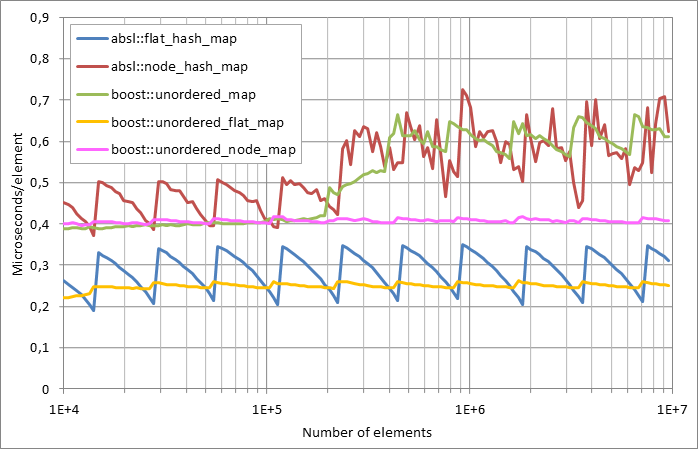 0,9
0,8
0,7
0,6
0,5
0,4
0,3
0,2
0,1
0
Microseconds/element
absl::flat_hash_map
absl::node_hash_map
boost::unordered_map
boost::unordered_flat_map
boost::unordered_node_map
1E+4 1E+5 1E+6 1E+7
Number of elements